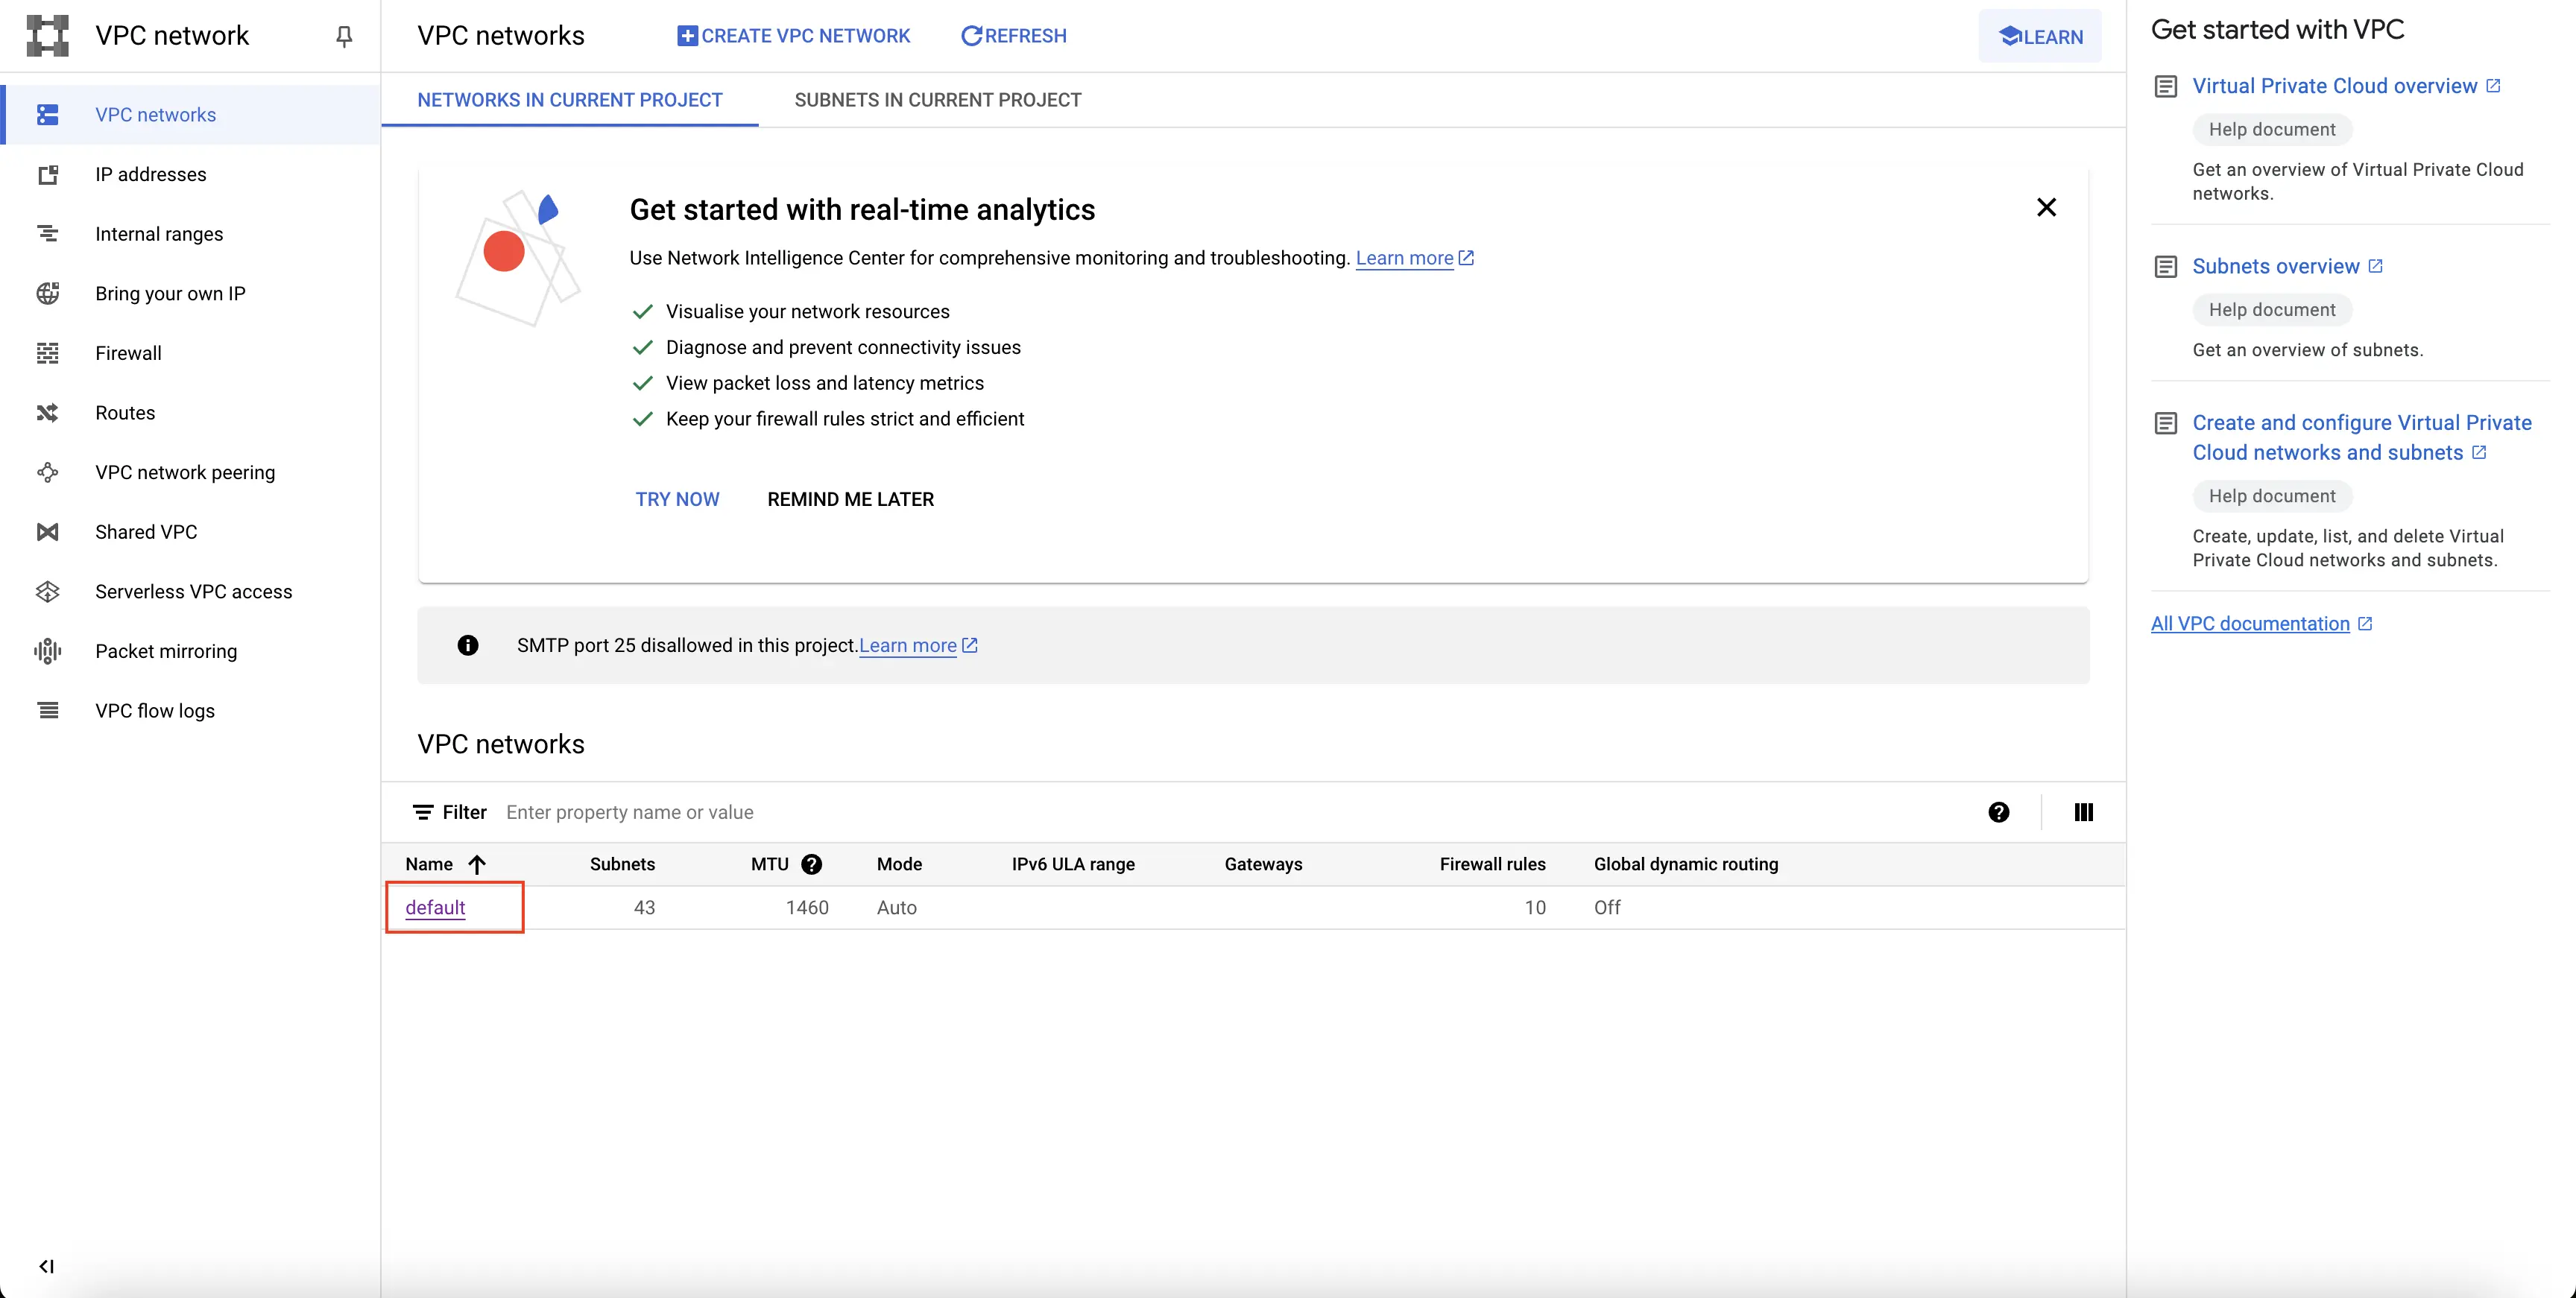 VPC network
VPC networks
IP addresses
Internal ranges
Bring your own IP
Firewall
Routes
VPC network peering
Shared VPC
Serverless VPC access
Packet mirroring
VPC flow logs
VPC networks
CREATE VPC NETWORK
REFRESH
LEARN
NETWORKS IN CURRENT PROJECT
SUBNETS IN CURRENT PROJECT
Get started with real-time analytics
Use Network Intelligence Center for comprehensive monitoring and troubleshooting. Learn more
Visualise your network resources
Diagnose and prevent connectivity issues
View packet loss and latency metrics
Keep your firewall rules strict and efficient
TRY NOW
REMIND ME LATER
SMTP port 25 disallowed in this project.Learn more
VPC networks
Filter Enter property name or value
Name Subnets MTU Mode IPv6 ULA range Gateways Firewall rules Global dynamic routing
default 43 1460 Auto 10 Off
Get started with VPC
Virtual Private Cloud overview
Help document
Get an overview of Virtual Private Cloud
networks.
Subnets overview
Help document
Get an overview of subnets.
Create and configure Virtual Private
Cloud networks and subnets
Help document
Create, update, list, and delete Virtual
Private Cloud networks and subnets.
All VPC documentation